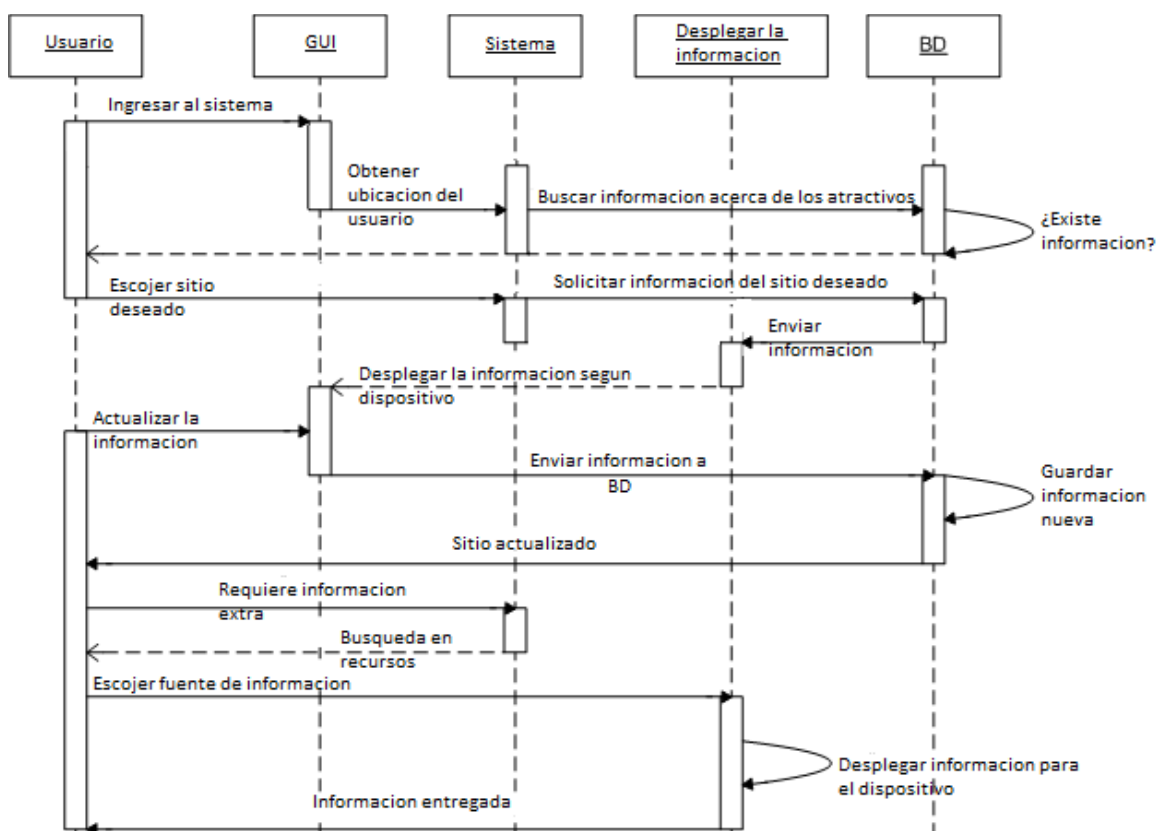 Usuario
GUI
Sistema
Desplegar la
informacion
BD
Ingresar al sistema
Obtener
ubicacion del
usuario
Buscar informacion acerca de los atractivos
¿Existe
informacion?
Escojer sitio
deseado
Solicitar informacion del sitio deseado
Enviar
informacion
Desplegar la informacion segun
dispositivo
Actualizar la
informacion
Enviar informacion a
BD
Guardar
informacion
nueva
Sitio actualizado
Requiere informacion
extra
Busqueda en
recursos
Escojer fuente de informacion
Desplegar informacion para
el dispositivo
Informacion entregada